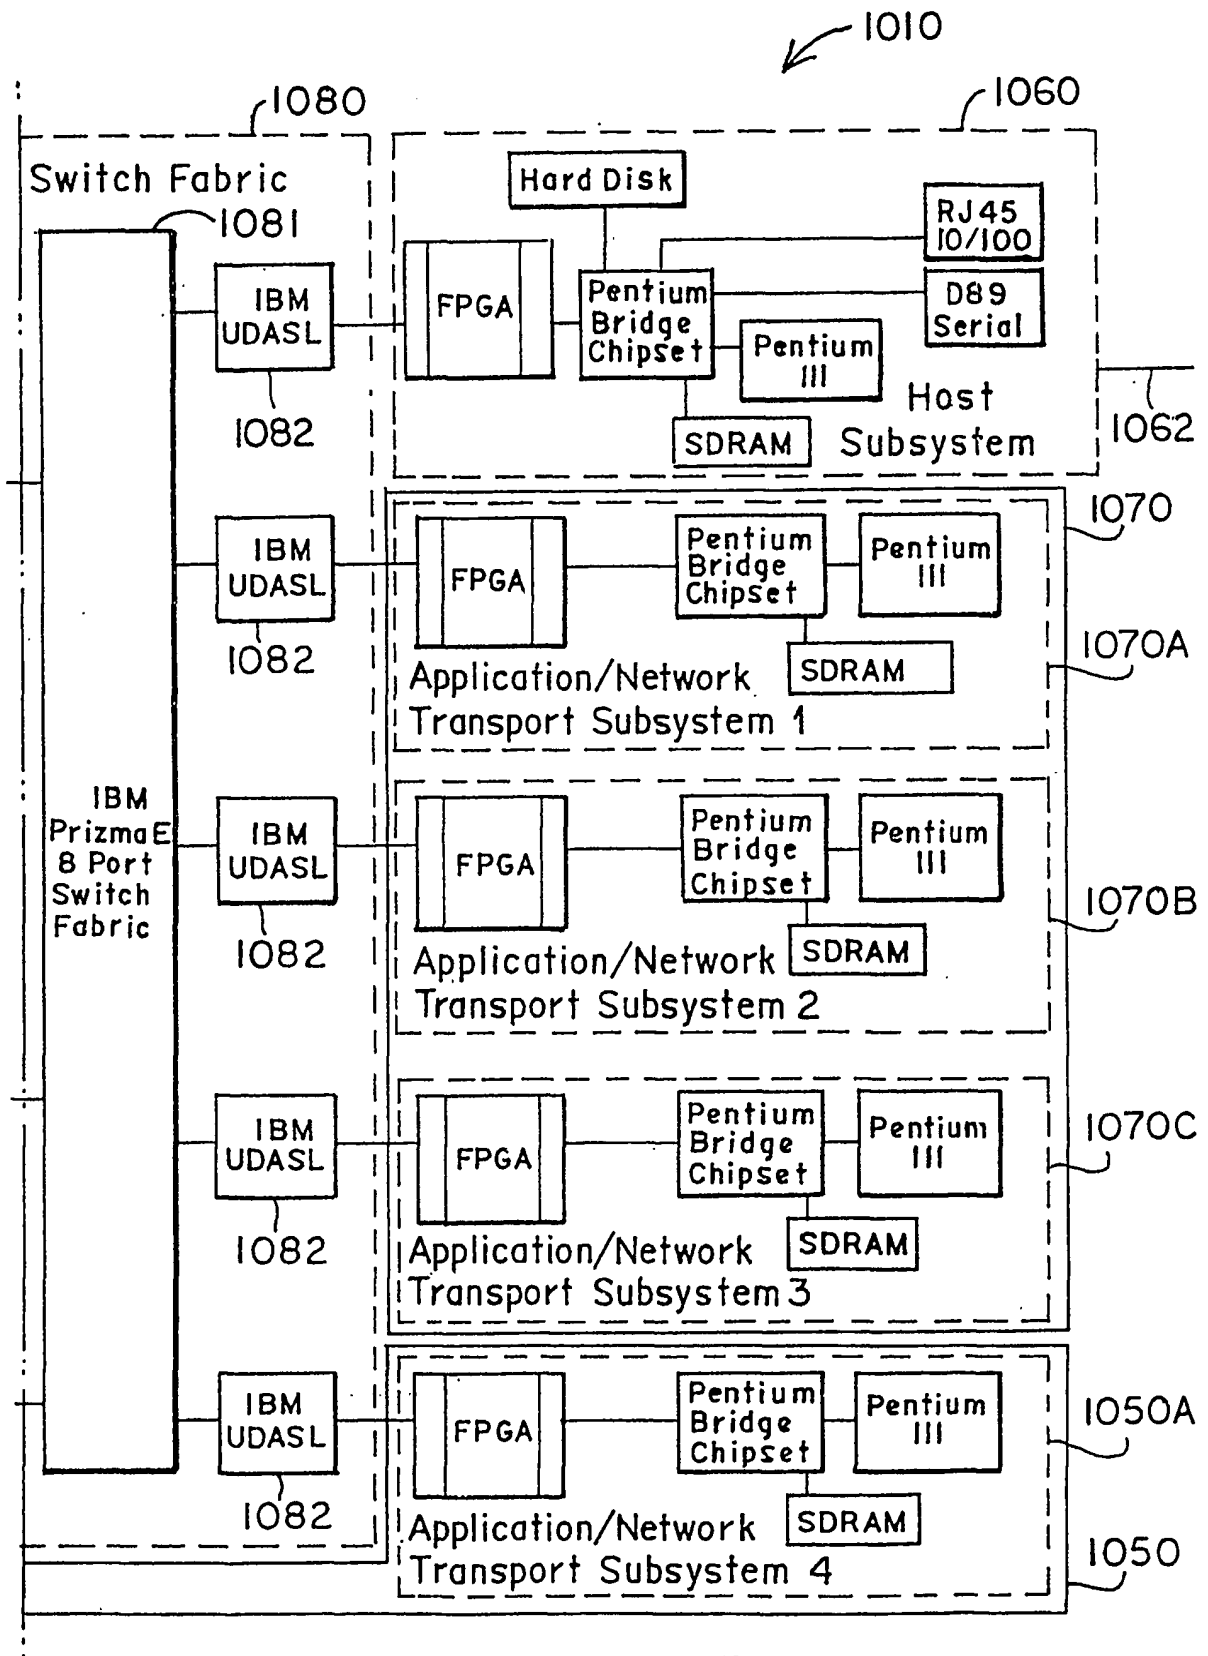 1010
1080
1060
Switch Fabric
1081
Hard Disk
RJ45
10/100
IBM
UDASL
FPGA
Pentium
Bridge
Chipset
D89
Serial
Pentium
III
1082
Host
Subsystem
SDRAM
1062
1070
IBM
UDASL
FPGA
Pentium
Bridge
Chipset
Pentium
III
1082
SDRAM
1070A
Application/Network
Transport Subsystem 1
IBM
PrizmaE
8 Port
Switch
Fabric
IBM
UDASL
FPGA
Pentium
Bridge
Chipset
Pentium
III
1070B
1082
SDRAM
Application/Network
Transport Subsystem 2
IBM
UDASL
FPGA
Pentium
Bridge
Chipset
Pentium
III
1070C
1082
SDRAM
Application/Network
Transport Subsystem 3
IBM
UDASL
FPGA
Pentium
Bridge
Chipset
Pentium
III
1050A
1082
SDRAM
Application/Network
Transport Subsystem 4
1050